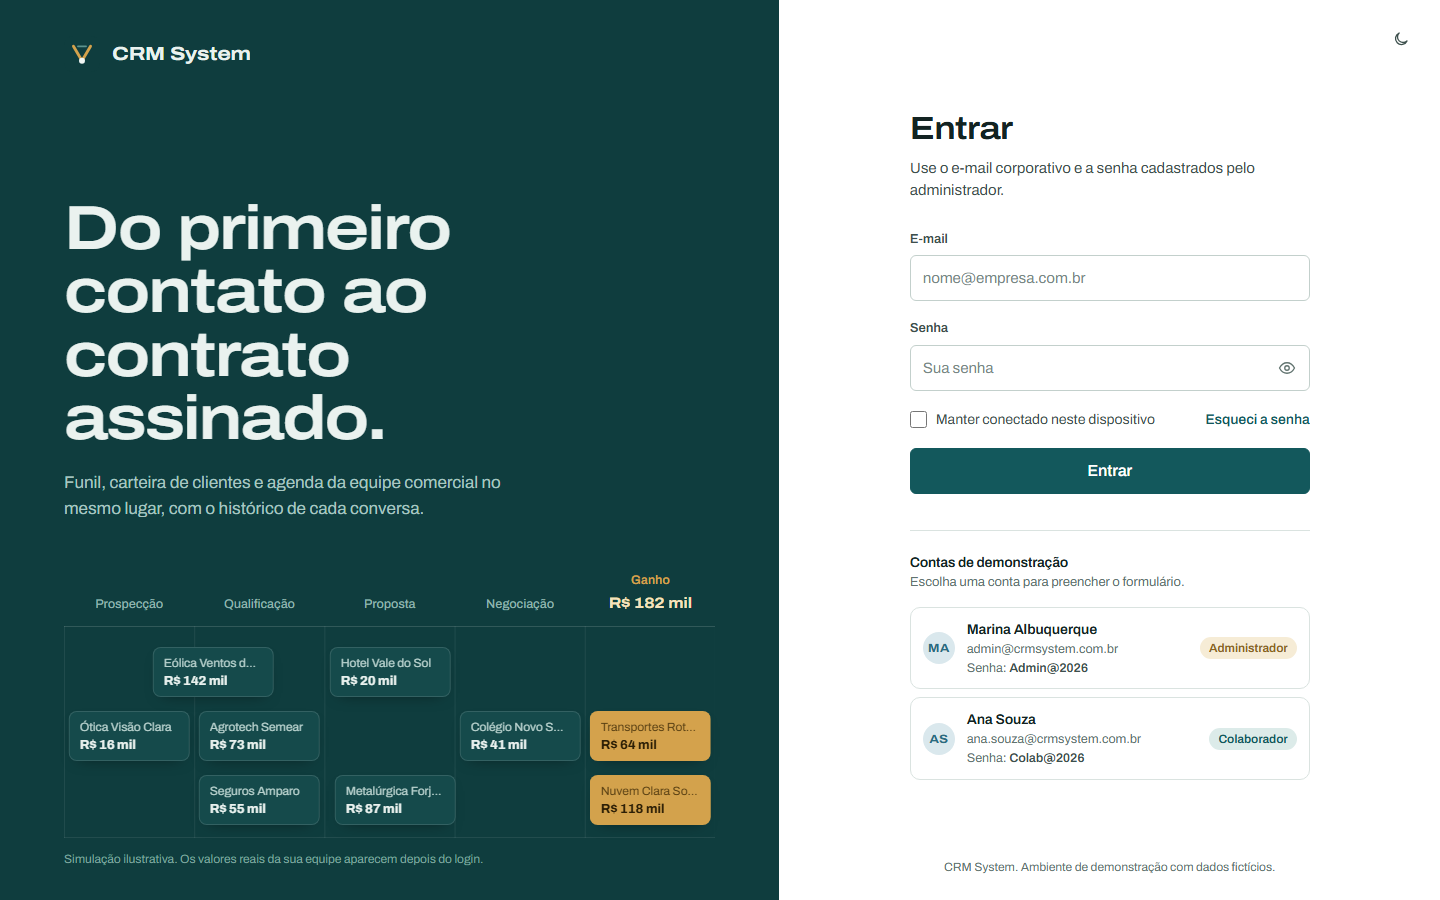 CRM System
Do primeiro
contato ao
contrato
assinado.
Funil, carteira de clientes e agenda da equipe comercial no
mesmo lugar, com o histórico de cada conversa.
Prospecção
Qualificação
Proposta
Negociação
Ganho
R$ 182 mil
Eólica Ventos d...
R$ 142 mil
Hotel Vale do Sol
R$ 20 mil
Ótica Visão Clara
R$ 16 mil
Agrotech Semear
R$ 73 mil
Colégio Novo S...
R$ 41 mil
Transportes Rot...
R$ 64 mil
Seguros Amparo
R$ 55 mil
Metalúrgica Forj...
R$ 87 mil
Nuvem Clara So...
R$ 118 mil
Simulação ilustrativa. Os valores reais da sua equipe aparecem depois do login.
Entrar
Use o e-mail corporativo e a senha cadastrados pelo
administrador.
E-mail
nome@empresa.com.br
Senha
Sua senha
Manter conectado neste dispositivo
Esqueci a senha
Entrar
Contas de demonstração
Escolha uma conta para preencher o formulário.
MA
Marina Albuquerque
admin@crmsystem.com.br
Senha: Admin@2026
Administrador
AS
Ana Souza
ana.souza@crmsystem.com.br
Senha: Colab@2026
Colaborador
CRM System. Ambiente de demonstração com dados fictícios.